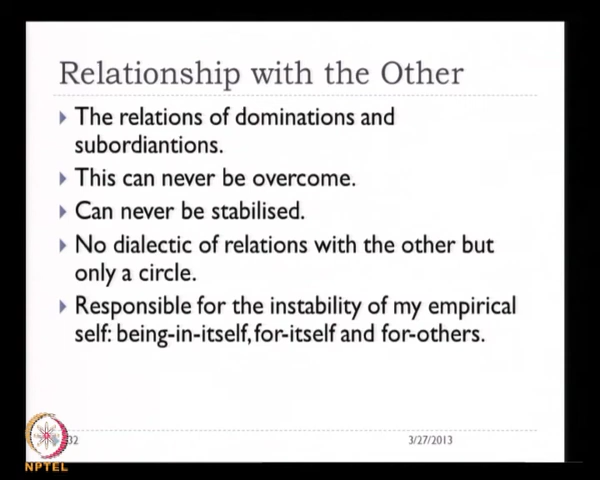 Relationship with the Other
The relations of dominations and
subordiantions.
This can never be overcome.
Can never be stabilised.
No dialectic of relations with the other but
only a circle.
Responsible for the instability of my empirical
self: being-in-itself, for-itself and for-others.
32
3/27/2013
NPTEL